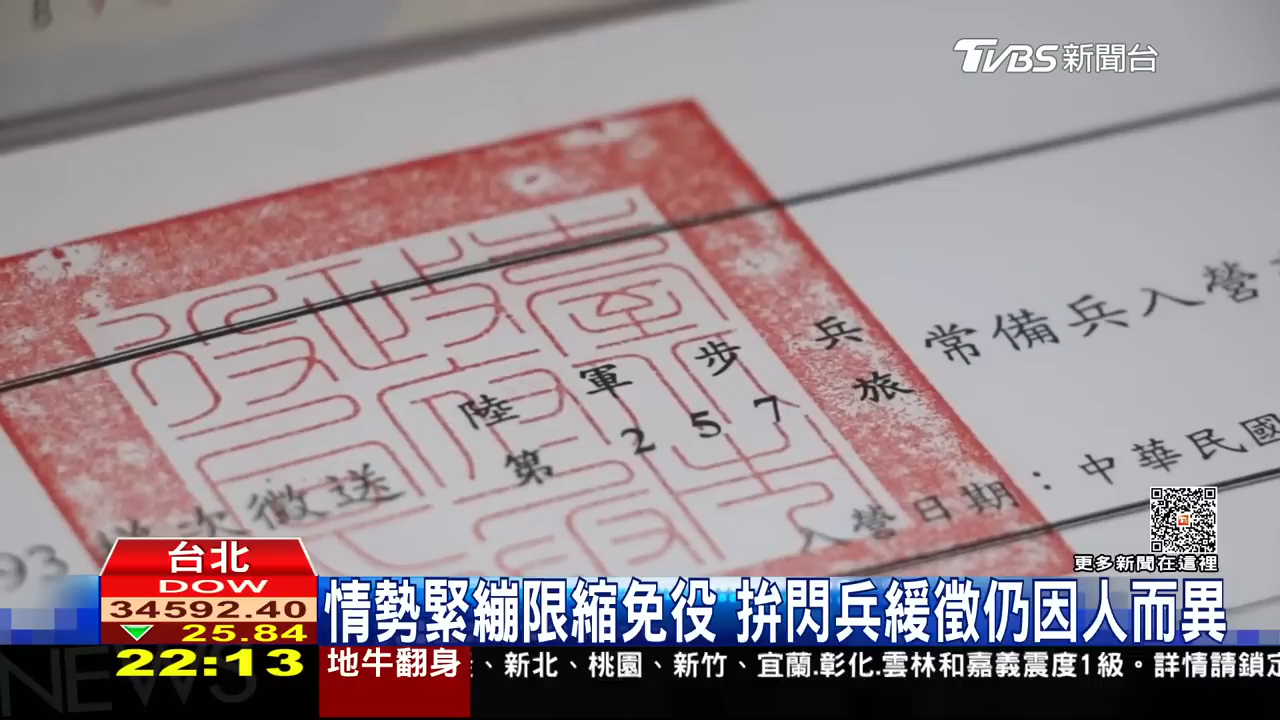 TVBS新聞台
常備兵入營
陸軍步兵
第257旅
梯次徵送
入營日期：中華民國
更多新聞在這裡
台北
DOW
34592.40
25.84
22:13
情勢緊繃限縮免役 拚閃兵緩徵仍因人而異
地牛翻身
、新北、桃園、新竹、宜蘭.彰化.雲林和嘉義震度1級。詳情請鎖定
NEWS